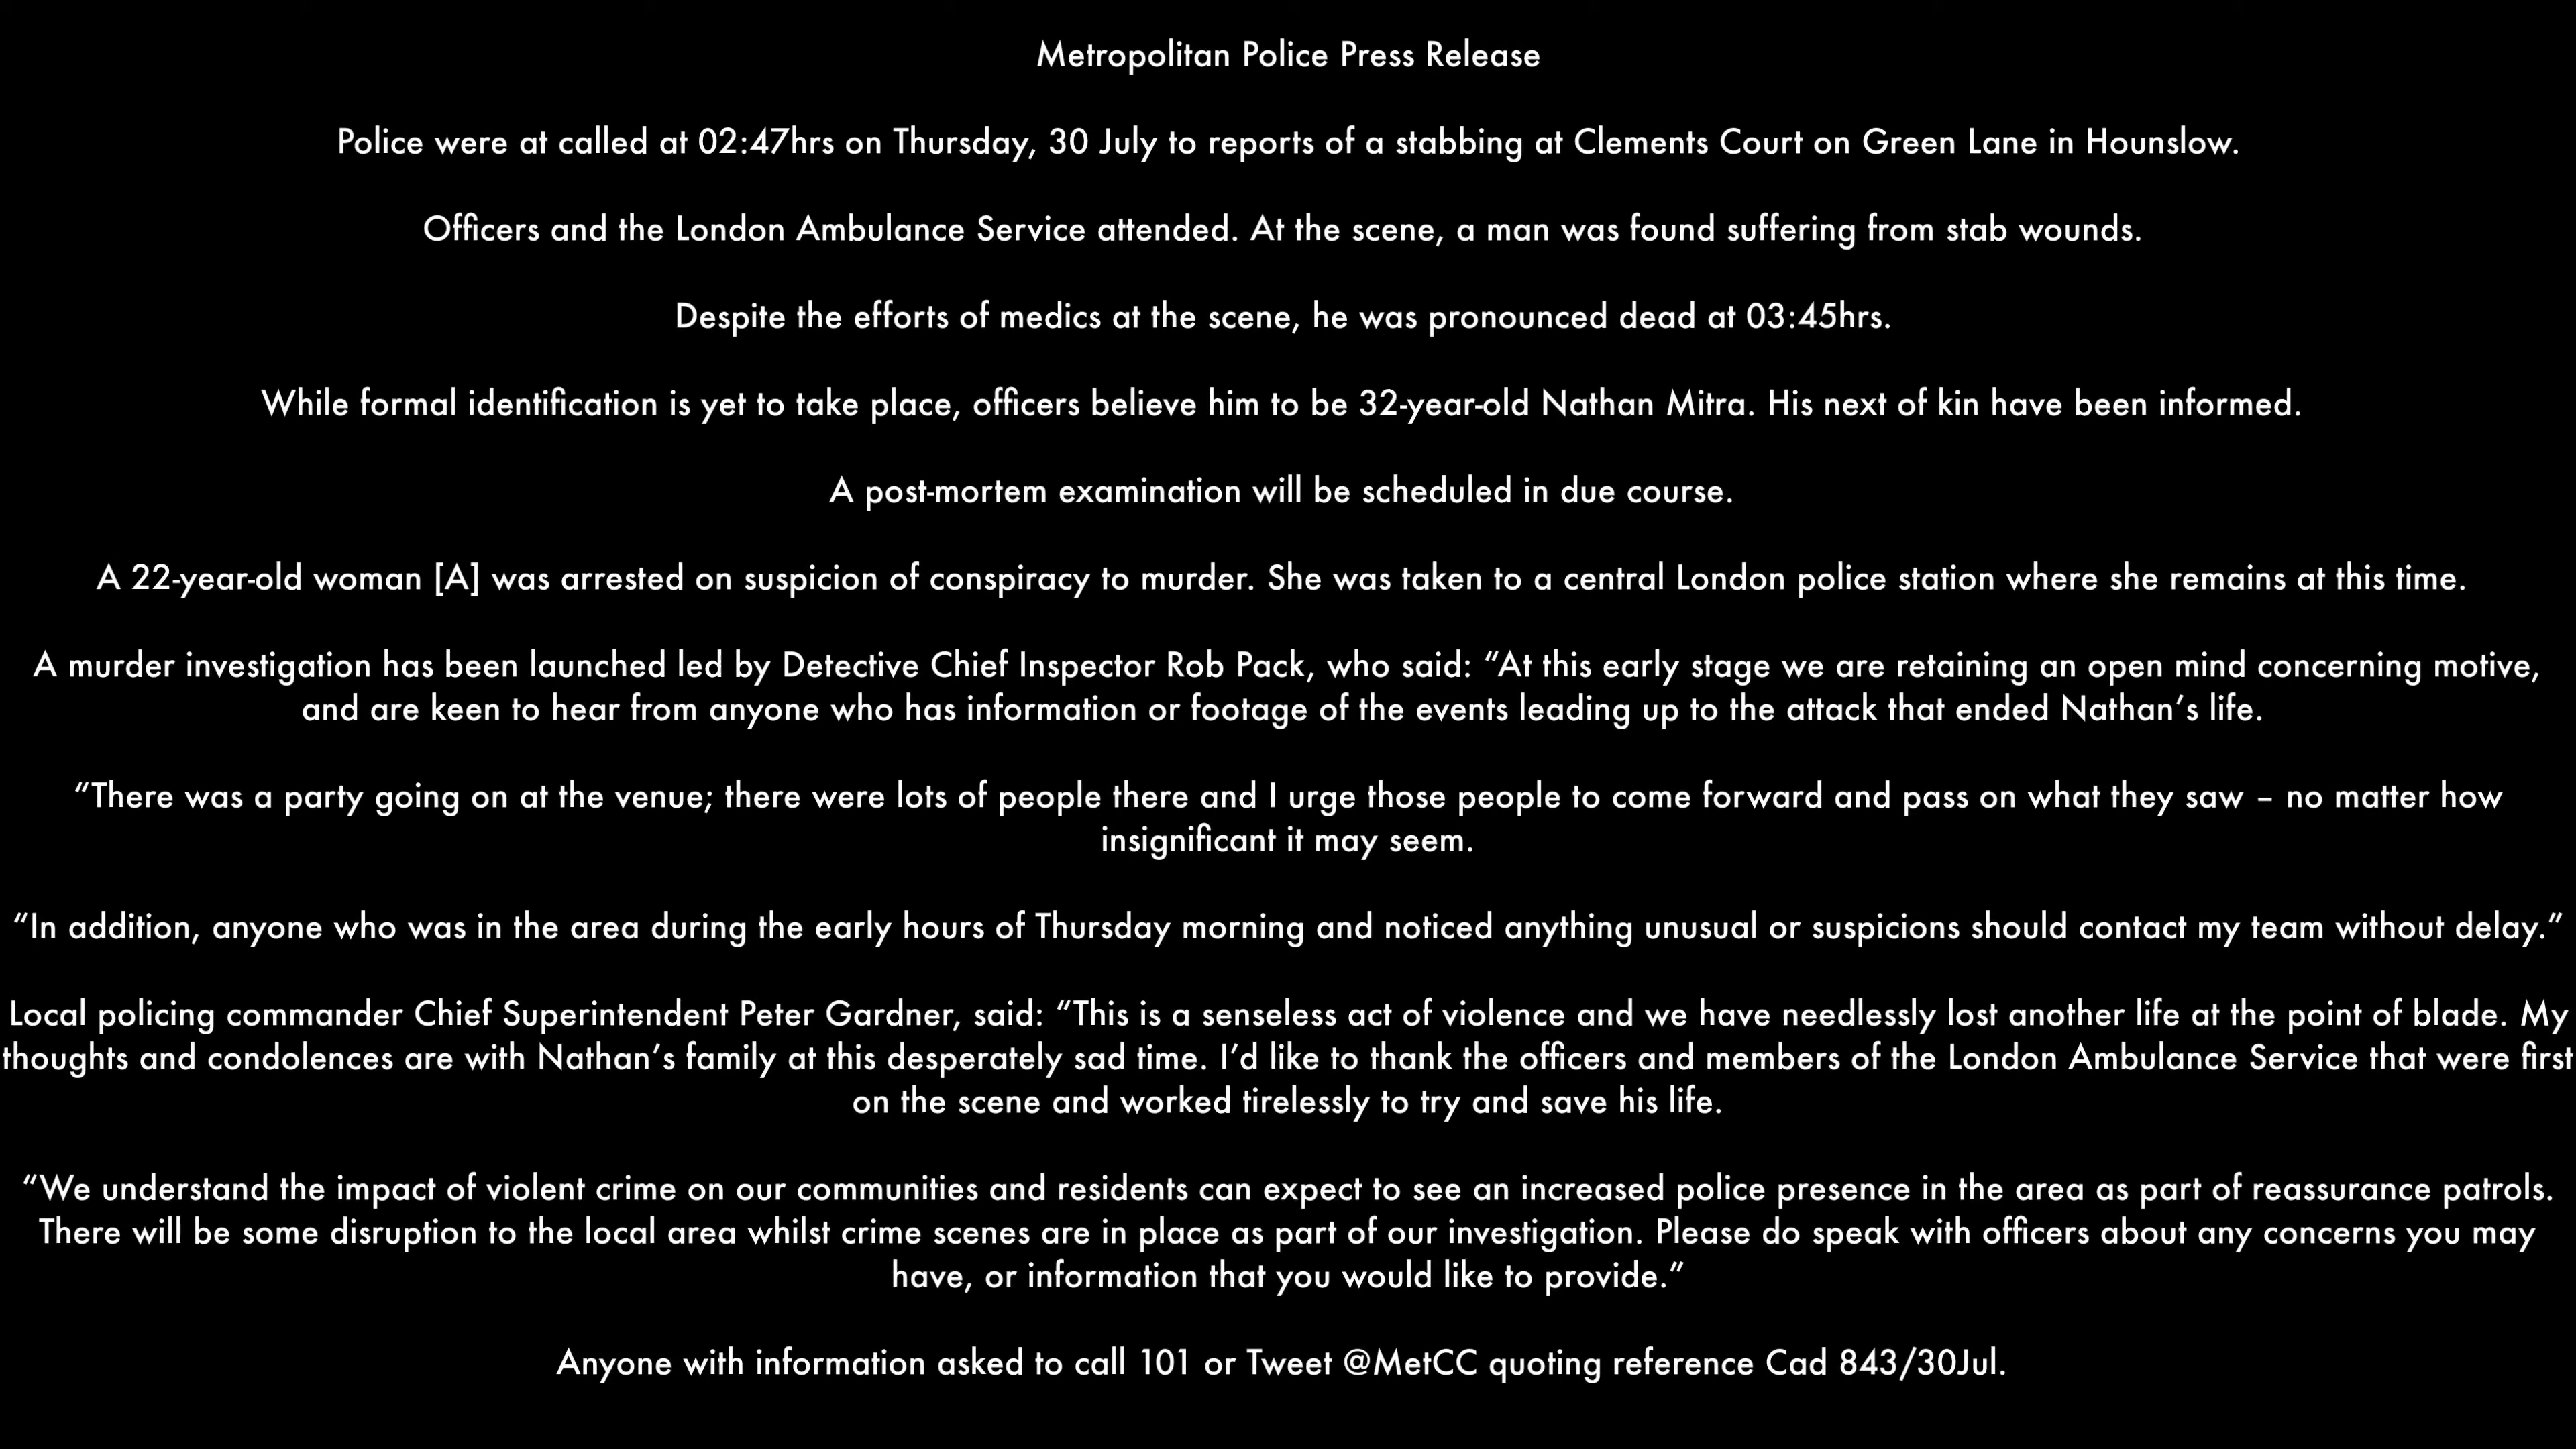 Metropolitan Police Press Release
Police were at called at 02:47hrs on Thursday, 30 July to reports of a stabbing at Clements Court on Green Lane in Hounslow.
Officers and the London Ambulance Service attended. At the scene, a man was found suffering from stab wounds.
Despite the efforts of medics at the scene, he was pronounced dead at 03:45hrs.
While formal identification is yet to take place, officers believe him to be 32-year-old Nathan Mitra. His next of kin have been informed.
A post-mortem examination will be scheduled in due course.
A 22-year-old woman [A] was arrested on suspicion of conspiracy to murder. She was taken to a central London police station where she remains at this time.
A murder investigation has been launched led by Detective Chief Inspector Rob Pack, who said: “At this early stage we are retaining an open mind concerning motive,
and are keen to hear from anyone who has information or footage of the events leading up to the attack that ended Nathan’s life.
“There was a party going on at the venue; there were lots of people there and I urge those people to come forward and pass on what they saw – no matter how
insignificant it may seem.
“In addition, anyone who was in the area during the early hours of Thursday morning and noticed anything unusual or suspicions should contact my team without delay.”
Local policing commander Chief Superintendent Peter Gardner, said: “This is a senseless act of violence and we have needlessly lost another life at the point of blade. My
thoughts and condolences are with Nathan’s family at this desperately sad time. I’d like to thank the officers and members of the London Ambulance Service that were first
on the scene and worked tirelessly to try and save his life.
“We understand the impact of violent crime on our communities and residents can expect to see an increased police presence in the area as part of reassurance patrols.
There will be some disruption to the local area whilst crime scenes are in place as part of our investigation. Please do speak with officers about any concerns you may
have, or information that you would like to provide.”
Anyone with information asked to call 101 or Tweet @MetCC quoting reference Cad 843/30Jul.